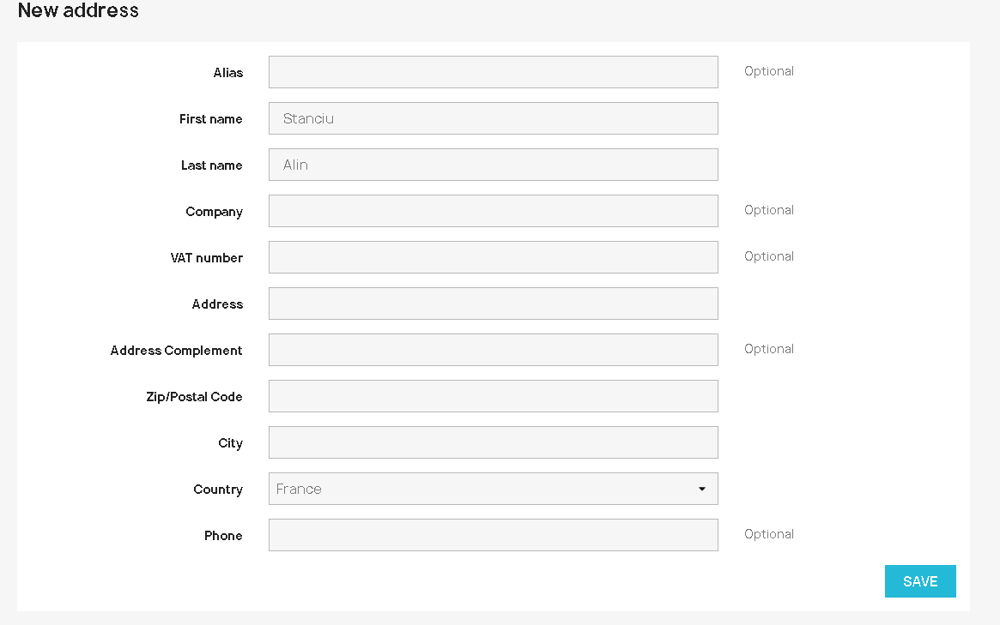 New address
Alias Optional
First name Stanciu
Last name Alin
Company Optional
VAT number Optional
Address
Address Complement Optional
Zip/Postal Code
City
Country France
Phone Optional
SAVE